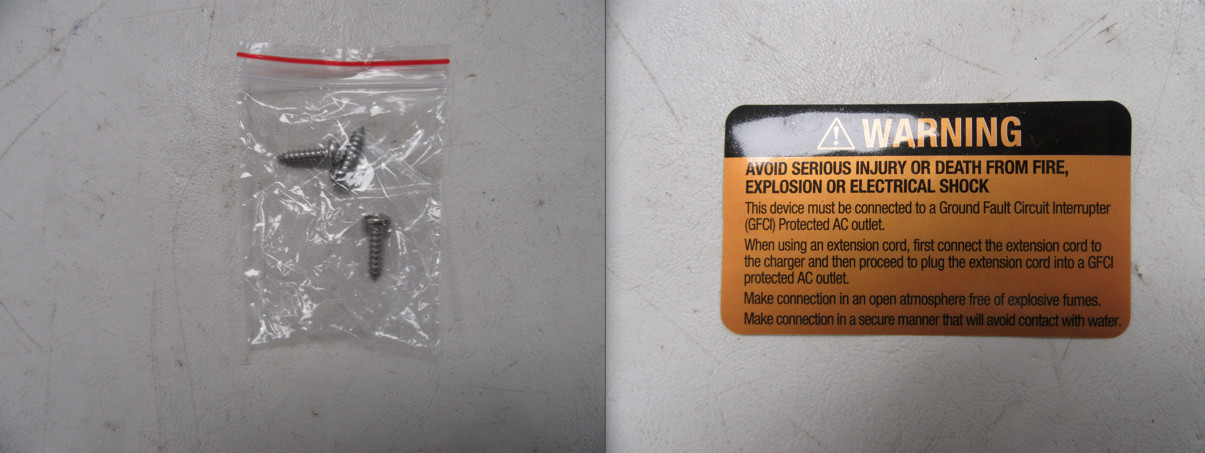 WARNING
AVOID SERIOUS INJURY OR DEATH FROM FIRE,
EXPLOSION OR ELECTRICAL SHOCK
This device must be connected to a Ground Fault Circuit Interrupter
(GFCI) Protected AC outlet.
When using an extension cord, first connect the extension cord to
the charger and then proceed to plug the extension cord into a GFCI
protected AC outlet.
Make connection in an open atmosphere free of explosive fumes.
Make connection in a secure manner that will avoid contact with water.